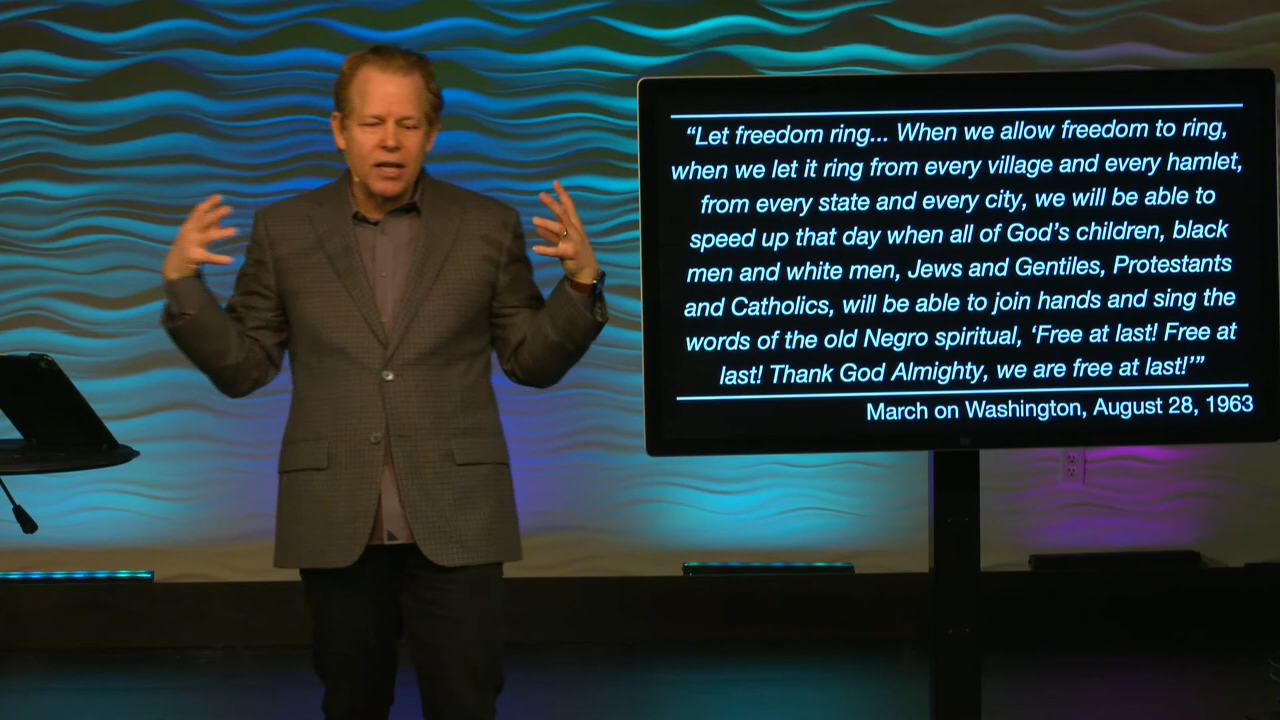 “Let freedom ring... When we allow freedom to ring,
when we let it ring from every village and every hamlet,
from every state and every city, we will be able to
speed up that day when all of God’s children, black
men and white men, Jews and Gentiles, Protestants
and Catholics, will be able to join hands and sing the
words of the old Negro spiritual, ‘Free at last! Free at
last! Thank God Almighty, we are free at last!’”
March on Washington, August 28, 1963